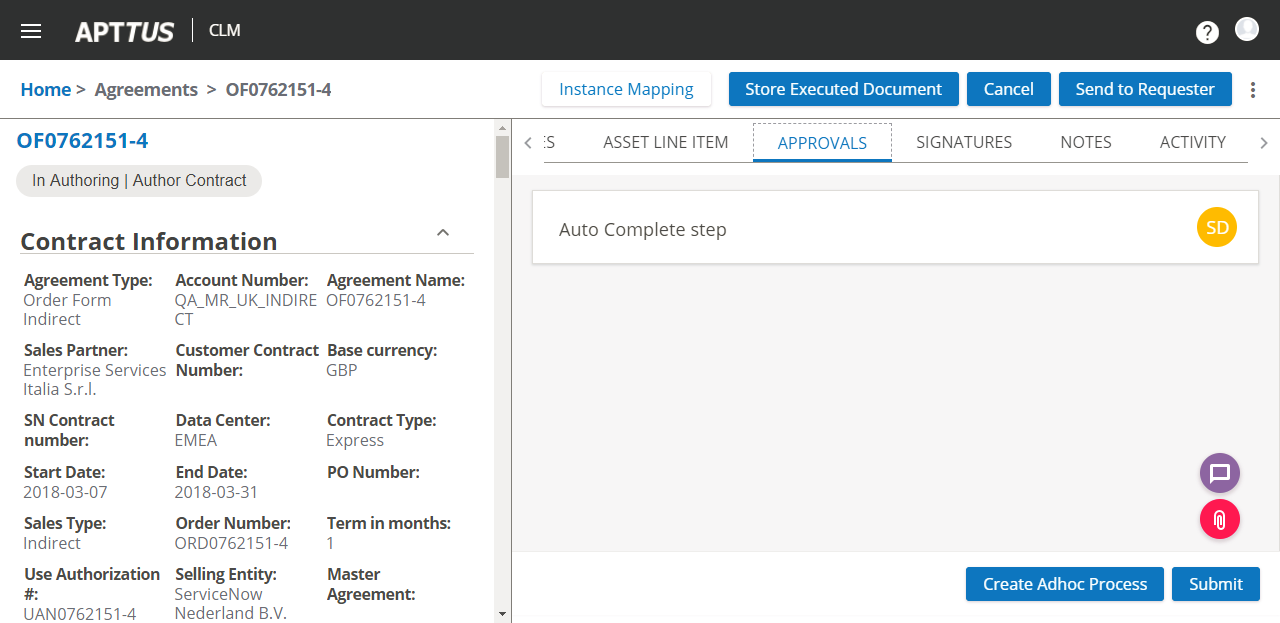 APTTUS CLM
?
Home > Agreements > OF0762151-4
Instance Mapping
Store Executed Document
Cancel
Send to Requester
OF0762151-4
In Authoring | Author Contract
Contract Information
Agreement Type: Account Number: Agreement Name:
Order Form QA_MR_UK_INDIRE OF0762151-4
Indirect CT
Sales Partner: Customer Contract Base currency:
Enterprise Services Number: GBP
Italia S.r.l.
SN Contract Data Center: Contract Type:
number: EMEA Express
Start Date: End Date: PO Number:
2018-03-07 2018-03-31
Sales Type: Order Number: Term in months:
Indirect ORD0762151-4 1
Use Authorization Selling Entity: Master
#: ServiceNow Agreement:
UAN0762151-4 Nederland B.V.
ES ASSET LINE ITEM APPROVALS SIGNATURES NOTES ACTIVITY
Auto Complete step
SD
Create Adhoc Process
Submit